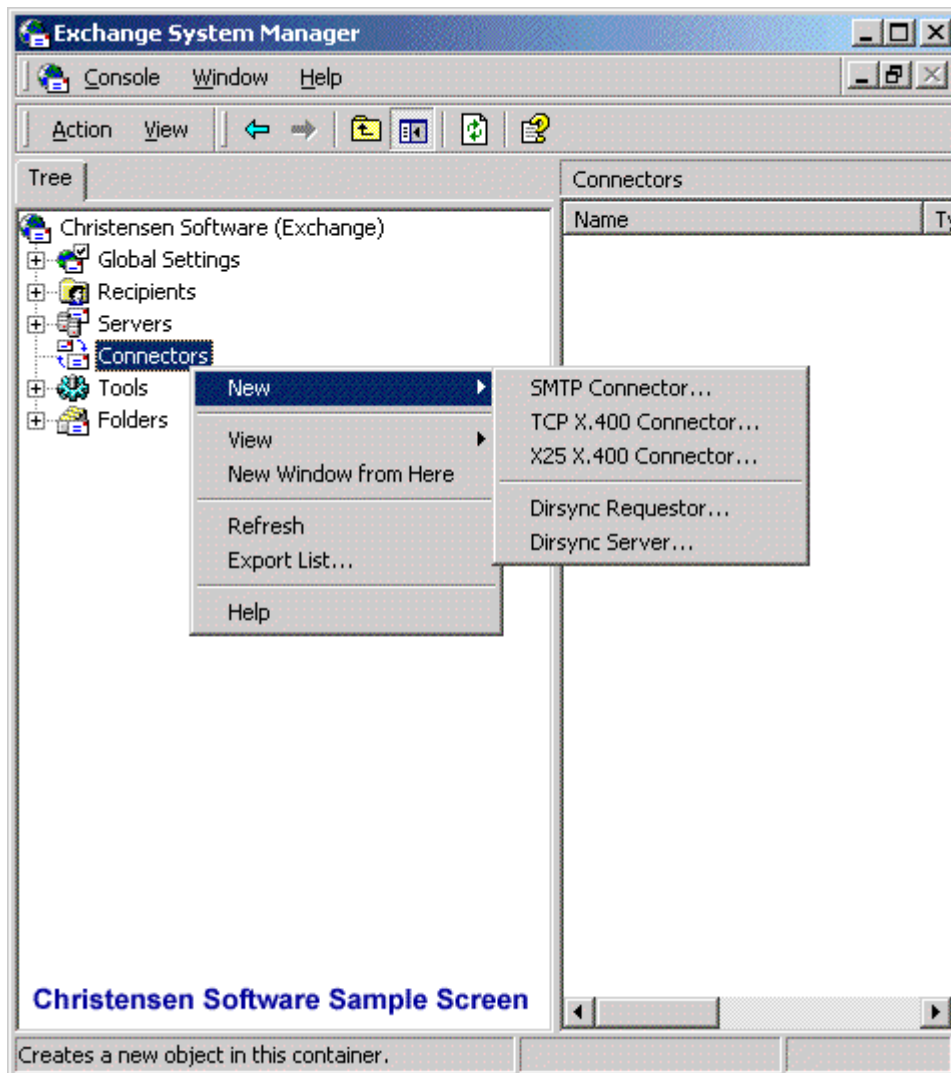 Exchange System Manager
Console Window Help
Action View
Tree
Connectors
Christensen Software (Exchange)
Name Ty
Global Settings
Recipients
Servers
Connectors
Tools
Folders
New
View
New Window from Here
Refresh
Export List...
Help
SMTP Connector...
TCP X.400 Connector...
X25 X.400 Connector...
Dirsync Requestor...
Dirsync Server...
Christensen Software Sample Screen
Creates a new object in this container.